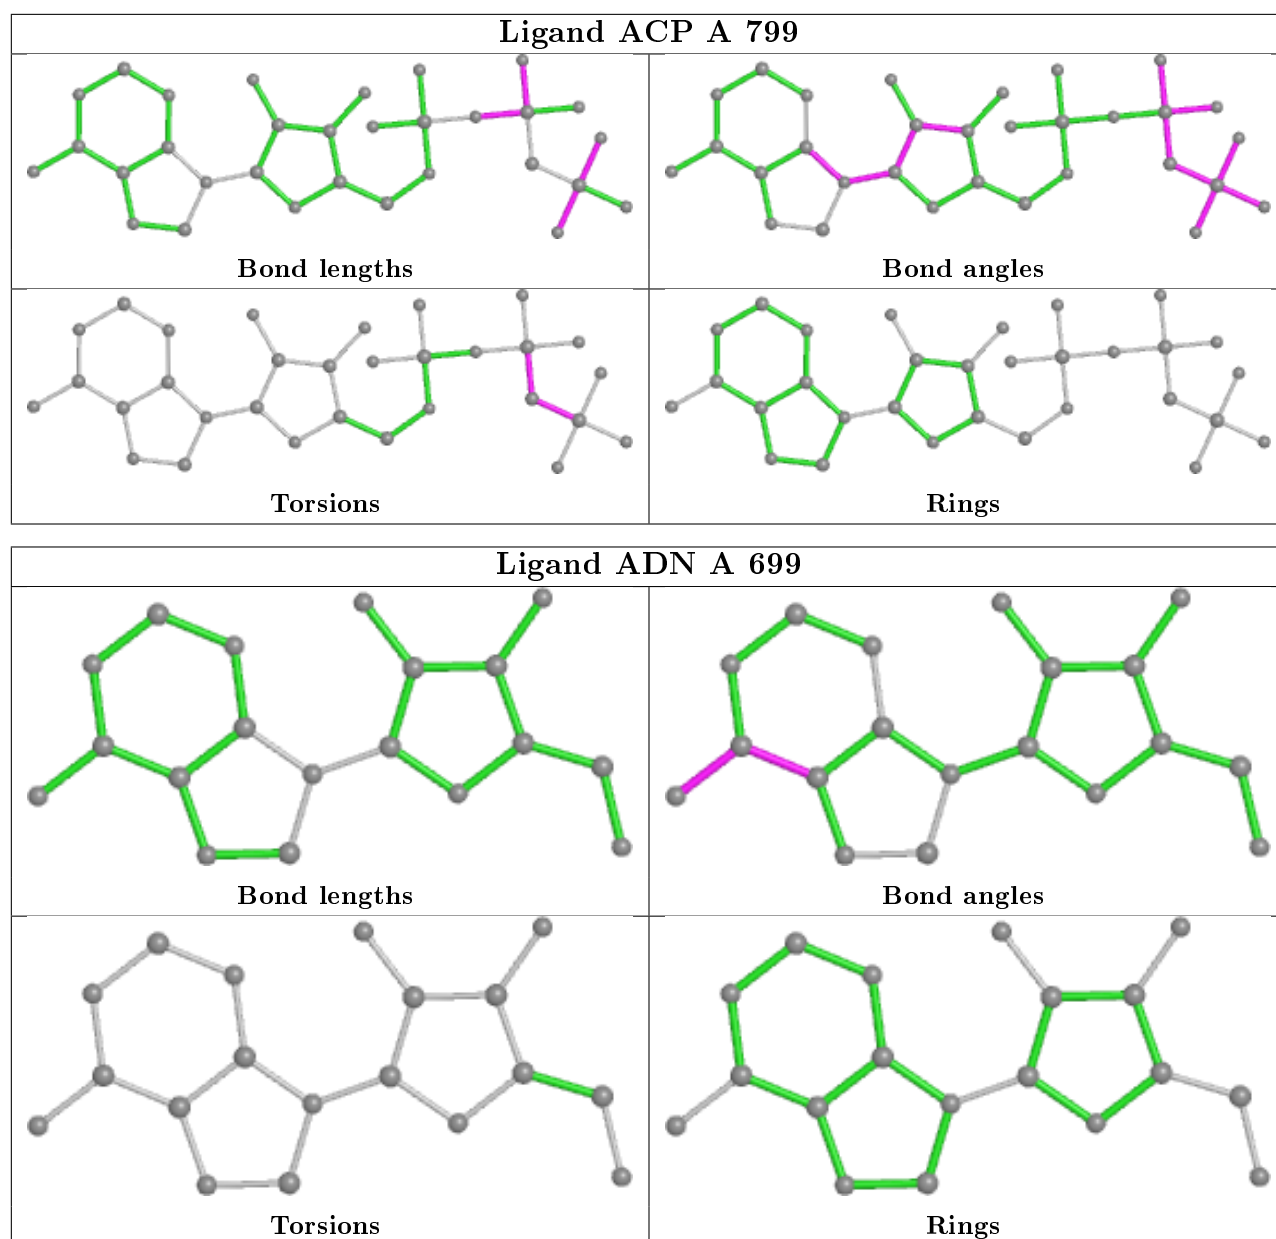 Ligand ACP A 799
Bond lengths
Bond angles
Torsions
Rings
Ligand ADN A 699
Bond lengths
Bond angles
Torsions
Rings